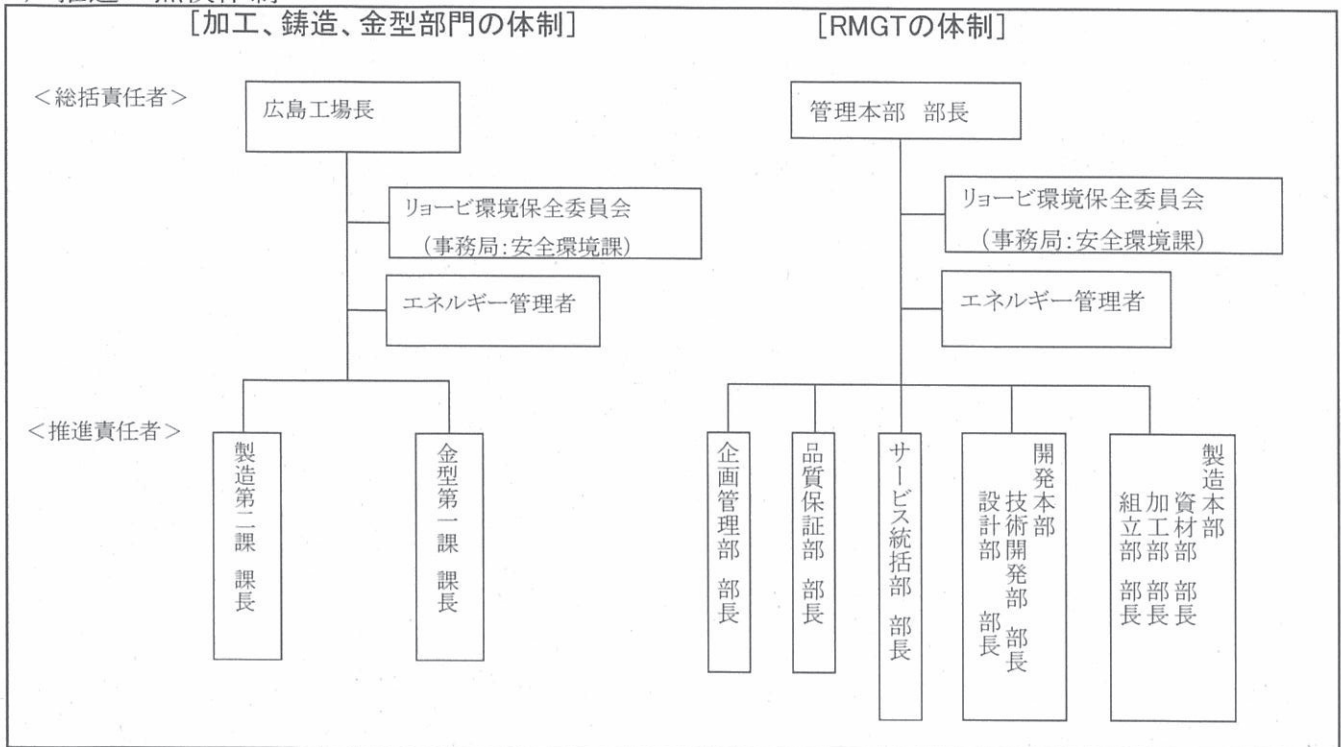 [加工、鋳造、金型部門の体制]
[RMGTの体制]
＜総括責任者＞
広島工場長
管理本部 部長
リョービ環境保全委員会
(事務局:安全環境課)
リョービ環境保全委員会
(事務局:安全環境課)
エネルギー管理者
エネルギー管理者
＜推進責任者＞
製造第二課 課長
金型第一課 課長
企画管理部 部長
品質保証部 部長
サービス統括部 部長
開発本部
技術開発部 部長
設計部 部長
製造本部
資材部 部長
加工部 部長
組立部 部長